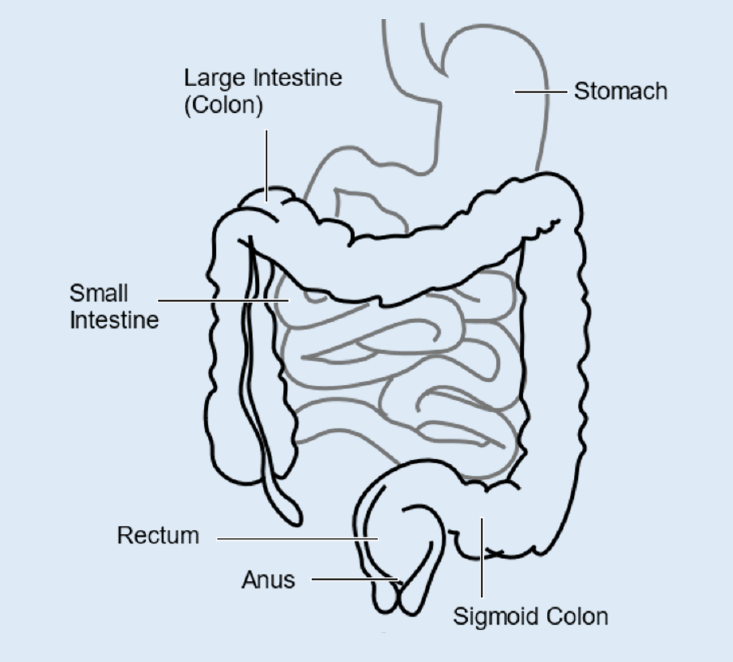 Large Intestine
(Colon)
Stomach
Small
Intestine
Rectum
Anus
Sigmoid Colon